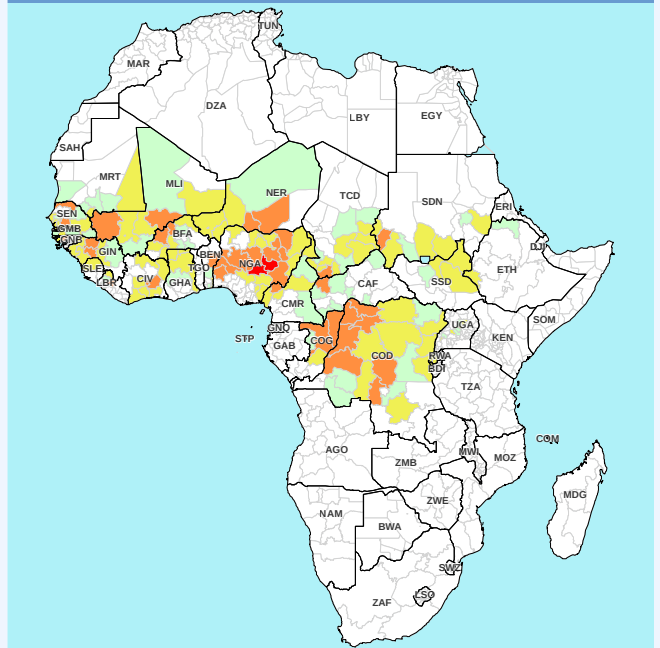 TUN
MAR
DZA
LBY
EGY
SAH
MRT
MLI
NER
TCD
SDN
ERI
SEN
GMB
GNB
BFA
GIN
BEN
NGA
DJI
SLE
LBR
CIV
GHA
TGO
CAF
SSD
ETH
CMR
GNQ
STP
GAB
COG
COD
UGA
KEN
SOM
RWA
BDI
TZA
COM
AGO
ZMB
MWI
MOZ
MDG
NAM
ZWE
BWA
SWZ
LSO
ZAF